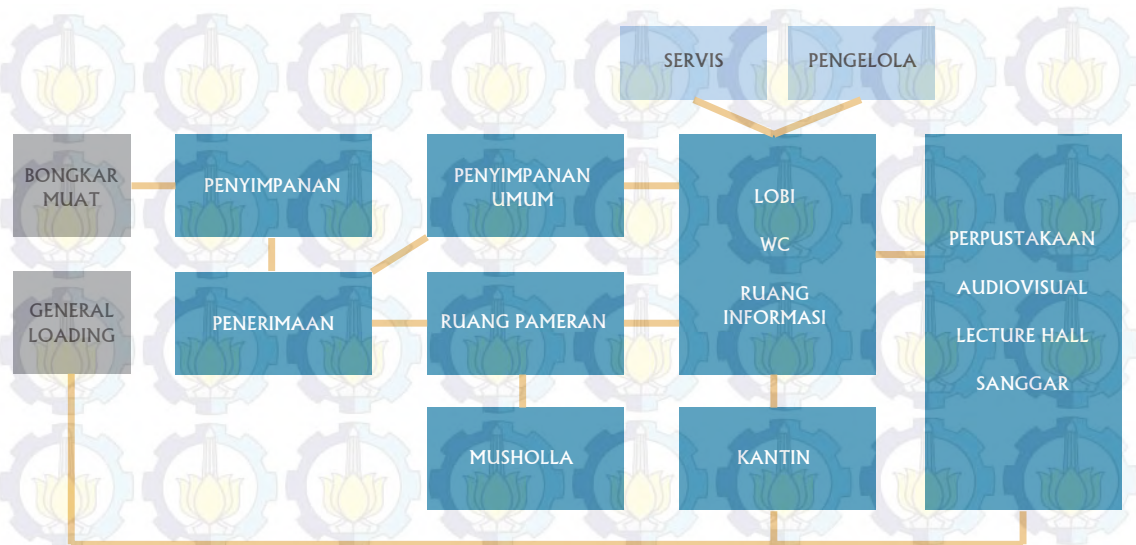 SERVIS
PENGELOLA
BONGKAR
MUAT
PENYIMPANAN
PENYIMPANAN
UMUM
LOBI
WC
RUANG
INFORMASI
PERPUSTAKAAN
AUDIOVISUAL
LECTURE HALL
SANGGAR
GENERAL
LOADING
PENERIMAAN
RUANG PAMERAN
MUSHOLLA
KANTIN